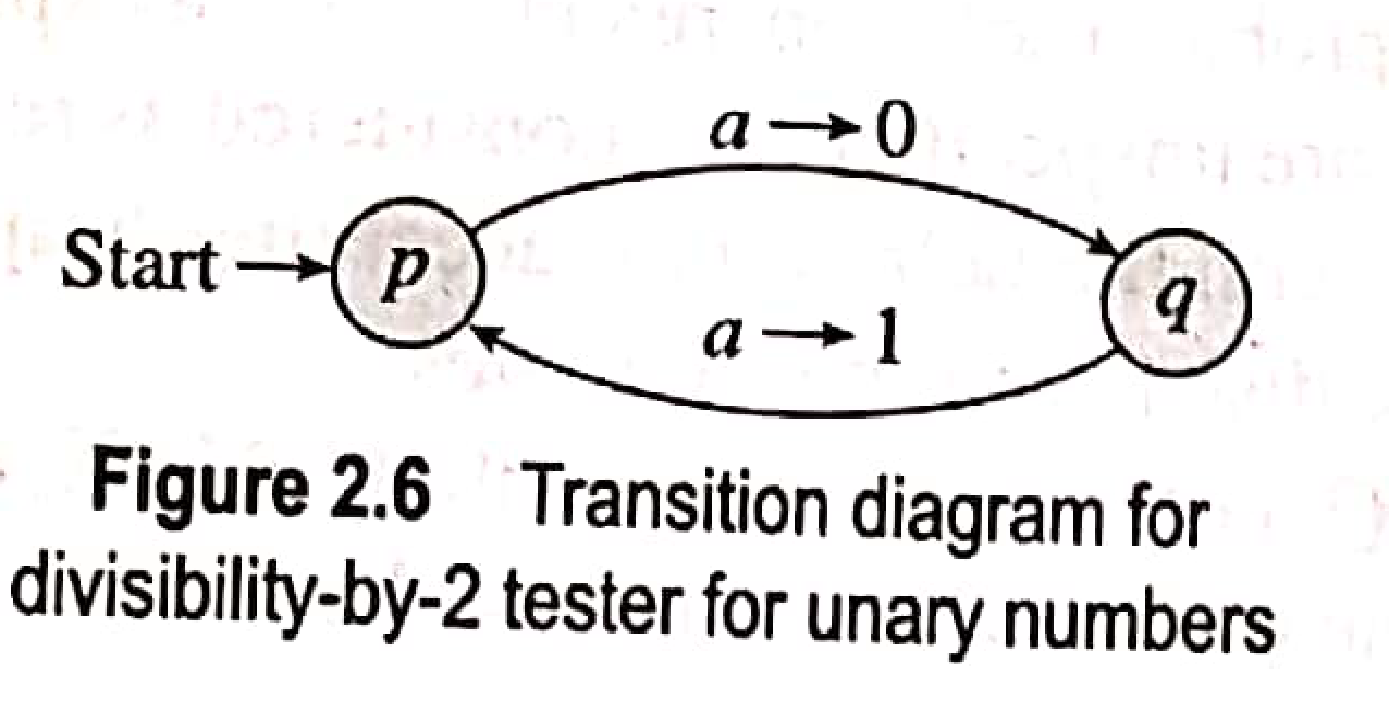 a → 0
Start → p
q
a → 1
Figure 2.6 Transition diagram for
divisibility-by-2 tester for unary numbers